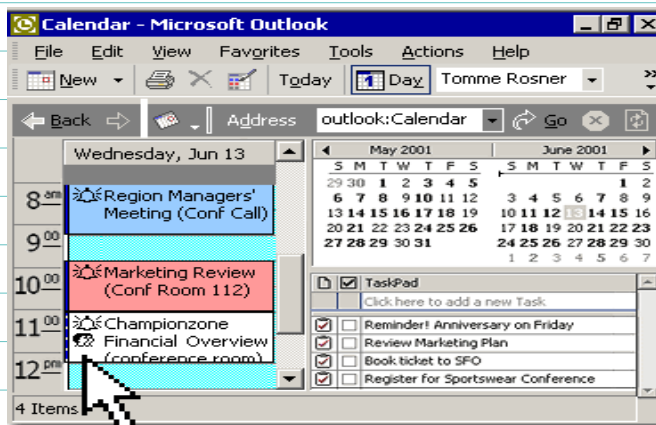 Calendar - Microsoft Outlook
File Edit View Favorites Tools Actions Help
New Today 1 Day Tomme Rosner »
Back Address outlook:Calendar Go
Wednesday, Jun 13
8 am
Region Managers'
Meeting (Conf Call)
9 00
10 00
Marketing Review
(Conf Room 112)
11 00
Championzone
Financial Overview
(conference room)
12 pm
May 2001 June 2001
S M T W T F S S M T W T F S
29 30 1 2 3 4 5 1 2
6 7 8 9 10 11 12 3 4 5 6 7 8 9
13 14 15 16 17 18 19 10 11 12 13 14 15 16
20 21 22 23 24 25 26 17 18 19 20 21 22 23
27 28 29 30 31 24 25 26 27 28 29 30
1 2 3 4 5 6 7
TaskPad
Click here to add a new Task
Reminder! Anniversary on Friday
Review Marketing Plan
Book ticket to SFO
Register for Sportswear Conference
4 Items